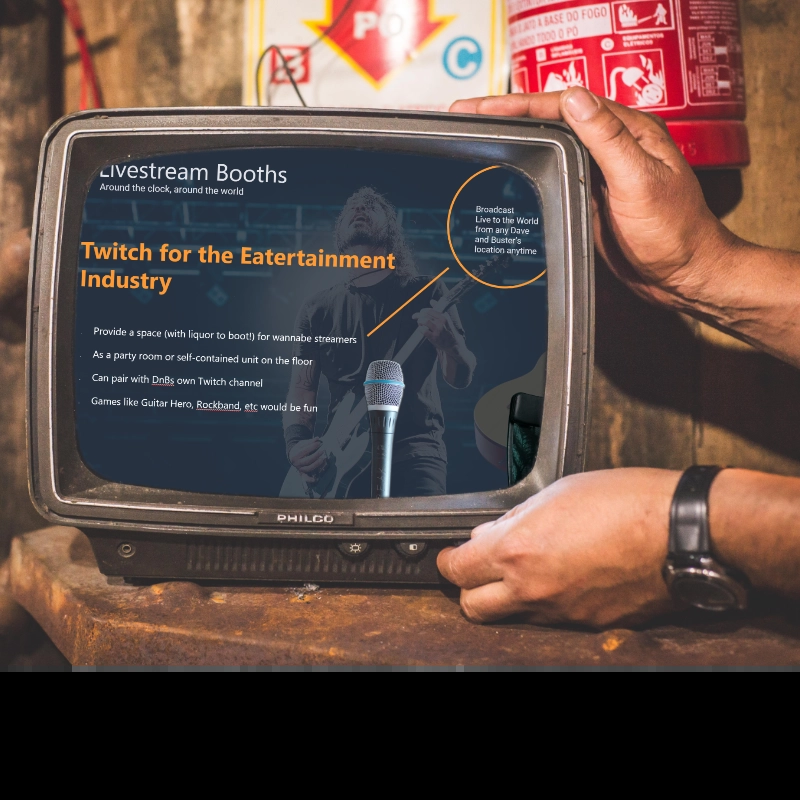 PO
C
JATO A BASE DO FOGO
ANDO TODO O PÓ
C
Livestream Booths
Around the clock, around the world
Broadcast
Live to the World
from any Dave
and Buster's
location anytime
Twitch for the Eatertainment
Industry
Provide a space (with liquor to boot!) for wannabe streamers
As a party room or self-contained unit on the floor
Can pair with DnBs own Twitch channel
Games like Guitar Hero, Rockband, etc would be fun
PHILCO